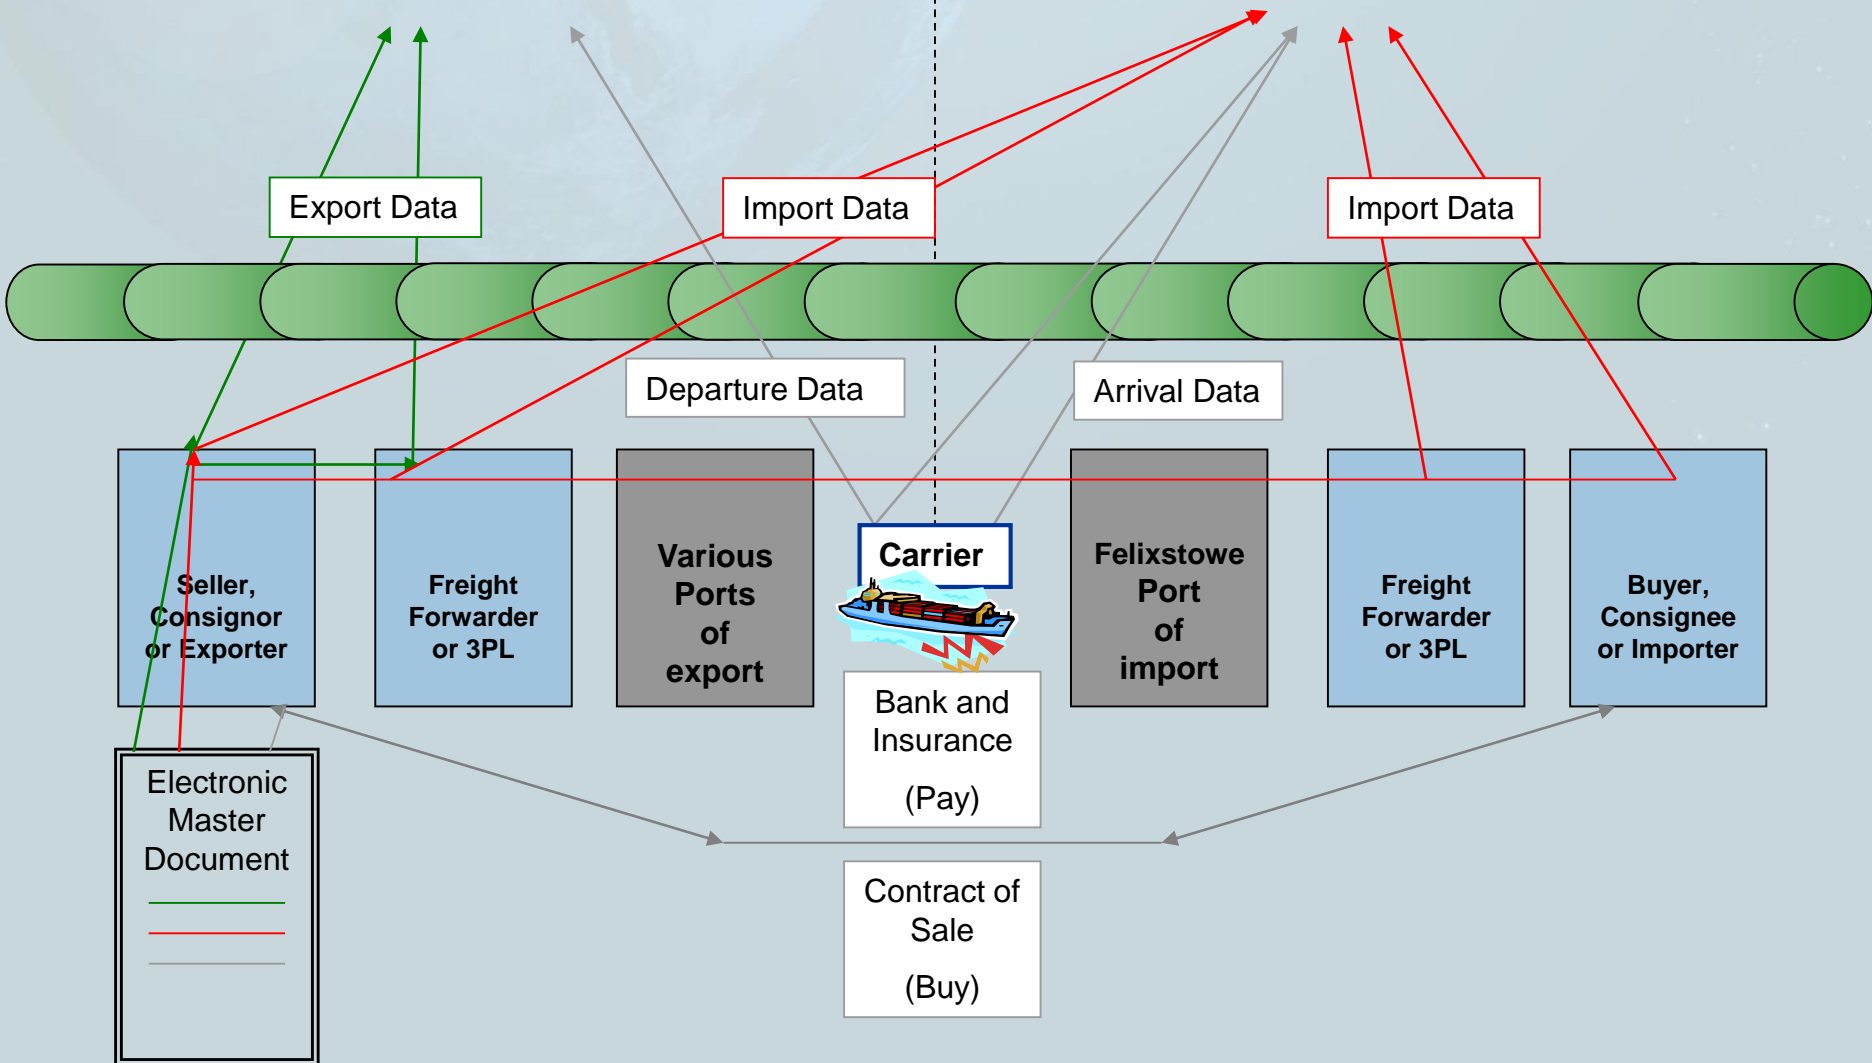 Export Data
Import Data
Import Data
Departure Data
Arrival Data
Seller,
Consignor
or Exporter
Freight
Forwarder
or 3PL
Various
Ports
of
export
Carrier
Felixstowe
Port
of
import
Freight
Forwarder
or 3PL
Buyer,
Consignee
or Importer
Bank and
Insurance
(Pay)
Electronic
Master
Document
Contract of
Sale
(Buy)